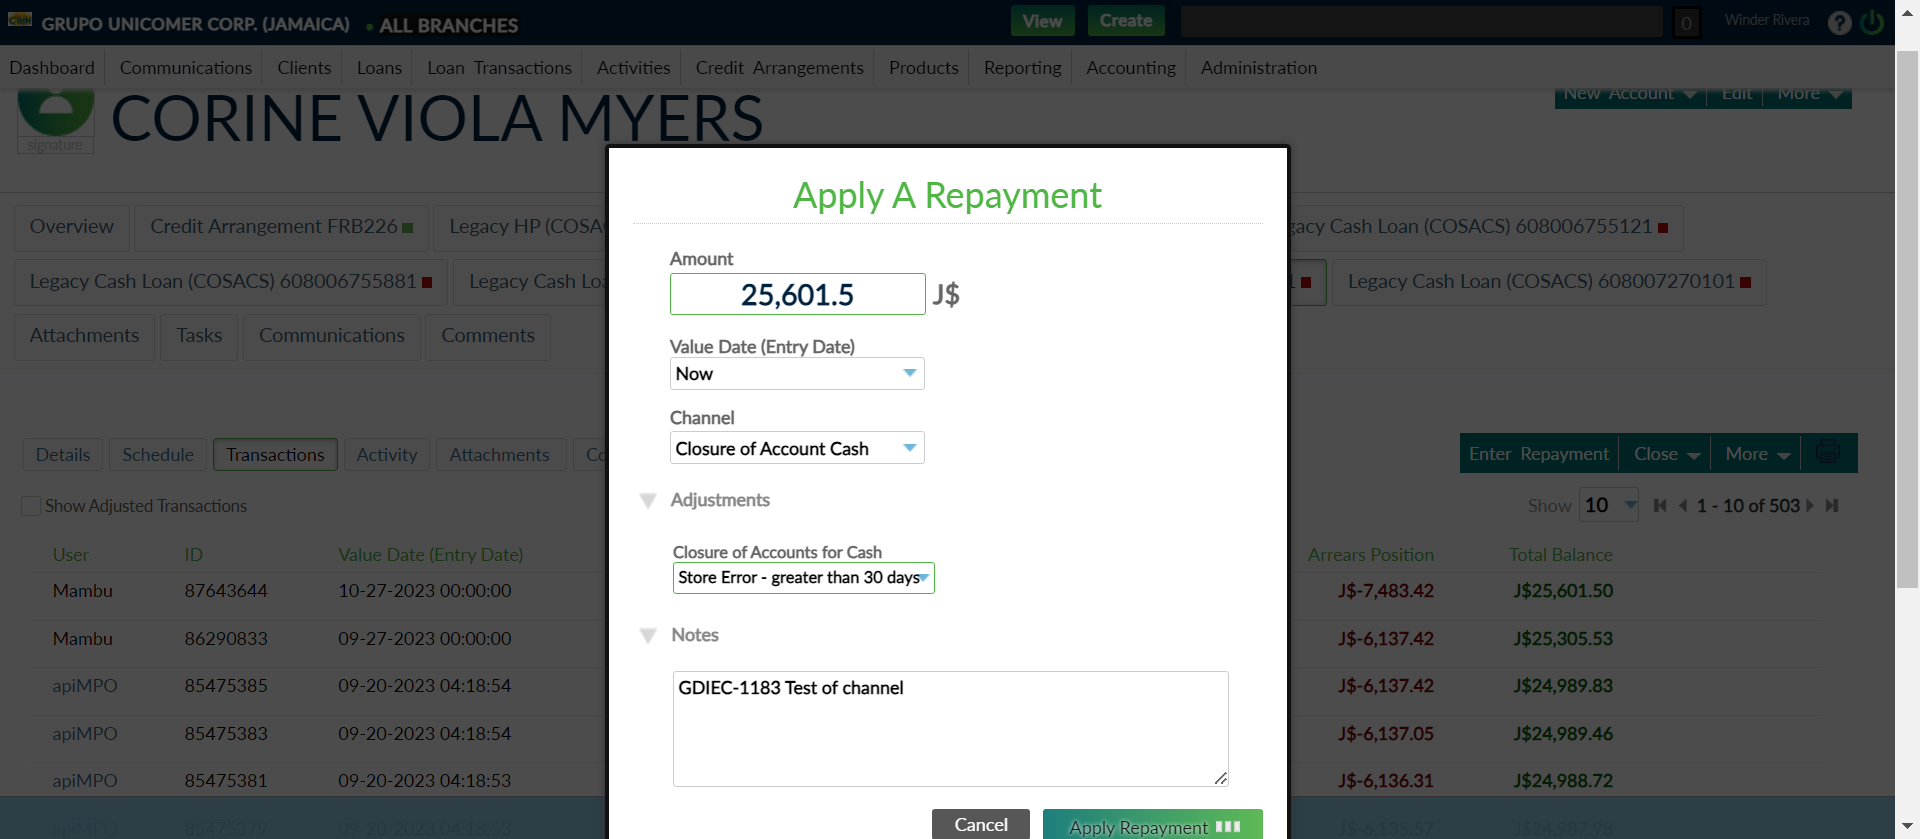 GRUPO UNICOMER CORP. (JAMAICA) ALL BRANCHES View Create 0 Winder Rivera ?
Dashboard Communications Clients Loans Loan Transactions Activities Credit Arrangements Products Reporting Accounting Administration
New Account Edit More
CORINE VIOLA MYERS
signature
Apply A Repayment
Overview Credit Arrangement FRB226 Legacy HP (COSA gacy Cash Loan (COSACS) 608006755121
Amount
Legacy Cash Loan (COSACS) 608006755881 Legacy Cash Loa 1 Legacy Cash Loan (COSACS) 608007270101
25,601.5 J$
Attachments Tasks Communications Comments
Value Date (Entry Date)
Now
Channel
Closure of Account Cash
Details Schedule Transactions Activity Attachments Co Enter Repayment Close More
Adjustments
Show Adjusted Transactions Show 10 1 - 10 of 503
Closure of Accounts for Cash
User ID Value Date (Entry Date) Arrears Position Total Balance
Store Error - greater than 30 days
Mambu 87643644 10-27-2023 00:00:00 J$-7,483.42 J$25,601.50
Notes
Mambu 86290833 09-27-2023 00:00:00 J$-6,137.42 J$25,305.53
GDIEC-1183 Test of channel
apiMPO 85475385 09-20-2023 04:18:54 J$-6,137.42 J$24,989.83
apiMPO 85475383 09-20-2023 04:18:54 J$-6,137.05 J$24,989.46
apiMPO 85475381 09-20-2023 04:18:53 J$-6,136.31 J$24,988.72
Cancel Apply Repayment
apiMPO 85475379 09-20-2023 04:18:53 J$-6,135.57 J$24,987.98